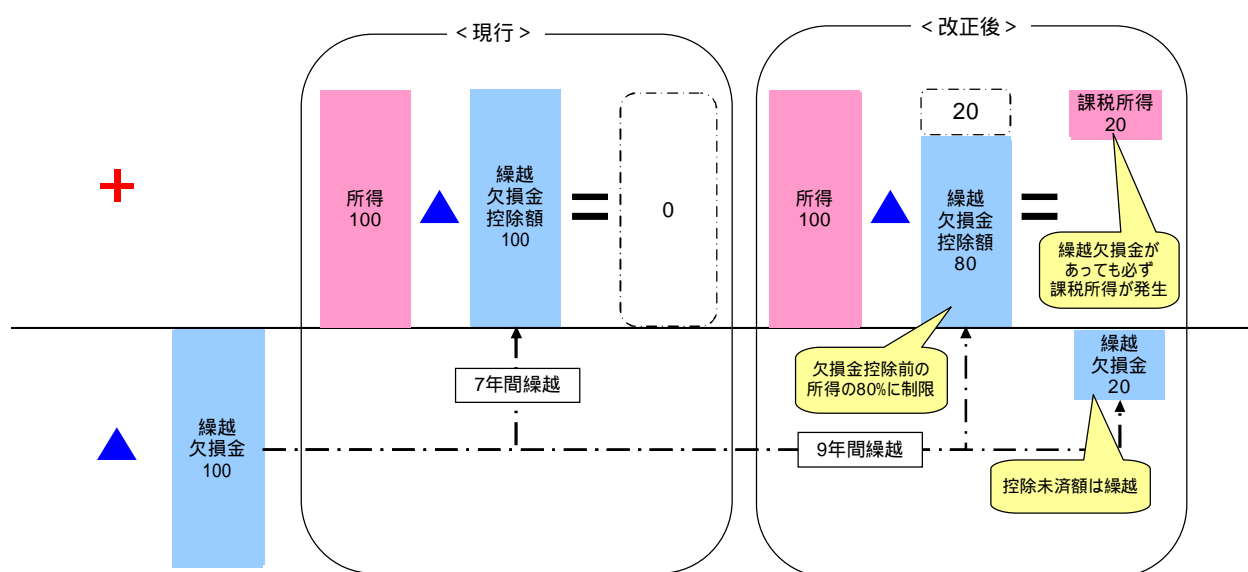 <現行>
所得
100
繰越
欠損金
控除額
100
=
0
7年間繰越
繰越
欠損金
100
<改正後>
所得
100
20
繰越
欠損金
控除額
80
=
課税所得
20
繰越欠損金が
あっても必ず
課税所得が発生
欠損金控除前の
所得の80%に制限
繰越
欠損金
20
9年間繰越
控除未済額は繰越